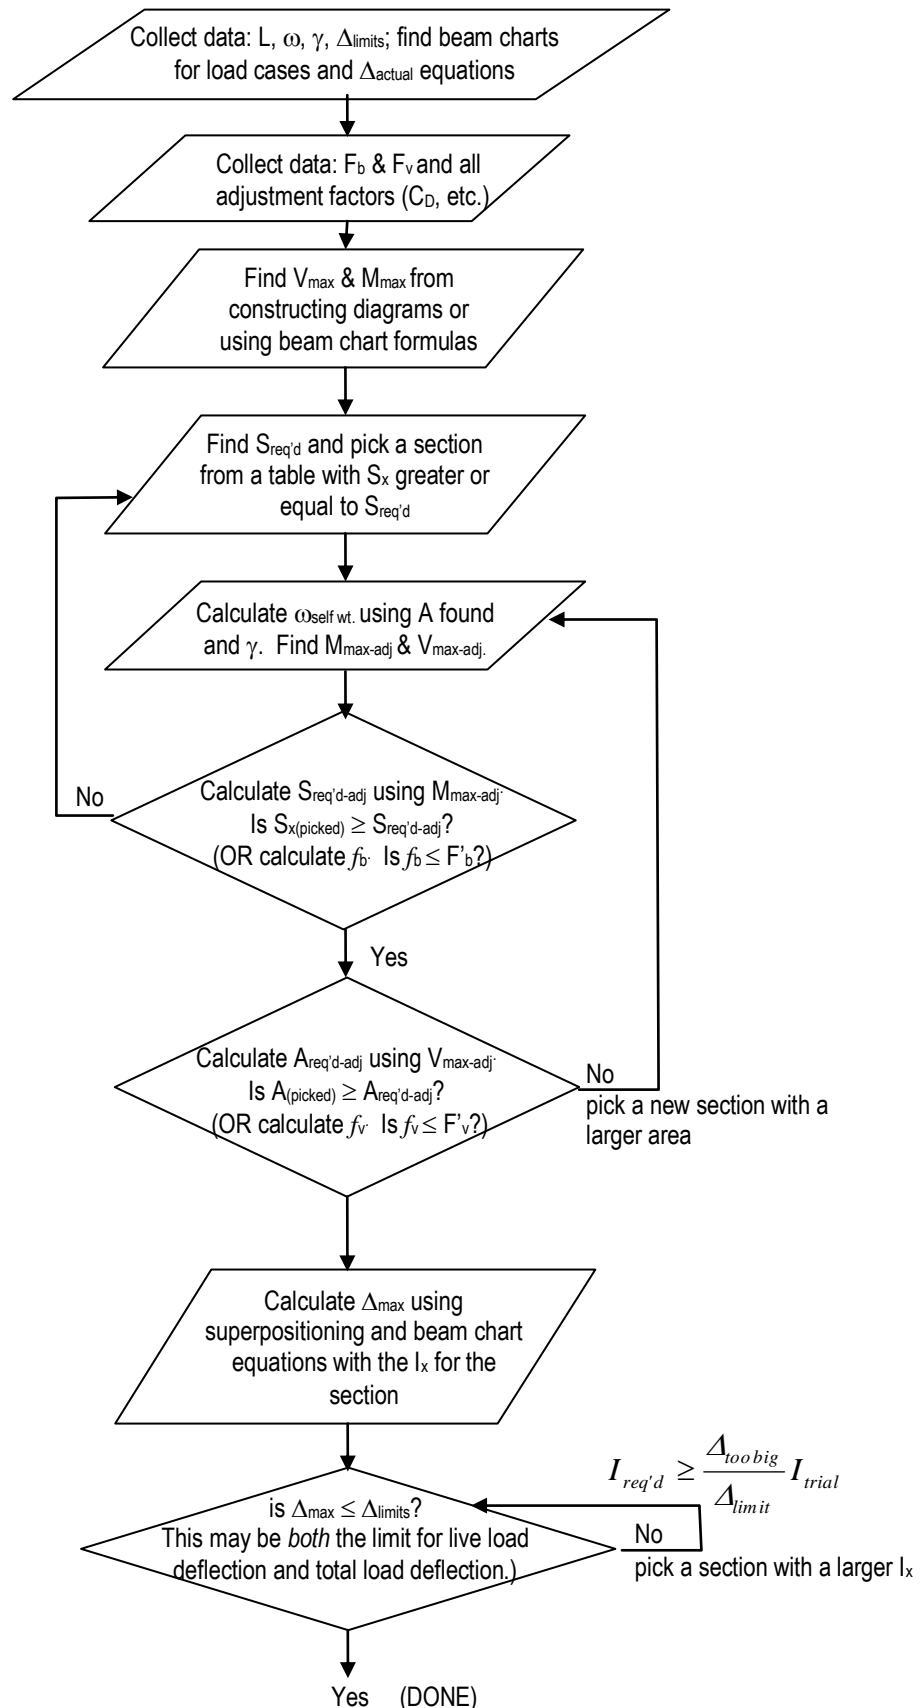 Collect data: L, ω, γ, Δlimits; find beam charts
for load cases and Δactual equations
Collect data: Fb & Fv and all
adjustment factors (CD, etc.)
Find Vmax & Mmax from
constructing diagrams or
using beam chart formulas
Find Sreq'd and pick a section
from a table with Sx greater or
equal to Sreq'd
Calculate ωself wt. using A found
and γ. Find Mmax-adj & Vmax-adj.
No
Calculate Sreq'd-adj using Mmax-adj.
Is Sx(picked) ≥ Sreq'd-adj?
(OR calculate fb. Is fb ≤ F'b?)
Yes
Calculate Areq'd-adj using Vmax-adj.
Is A(picked) ≥ Areq'd-adj?
(OR calculate fv. Is fv ≤ F'v?)
No
pick a new section with a
larger area
Calculate Δmax using
superpositioning and beam chart
equations with the Ix for the
section
I req'd ≥ Δtoo big / Δlimit I trial
is Δmax ≤ Δlimits?
This may be both the limit for live load
deflection and total load deflection.)
No
pick a section with a larger Ix
Yes (DONE)